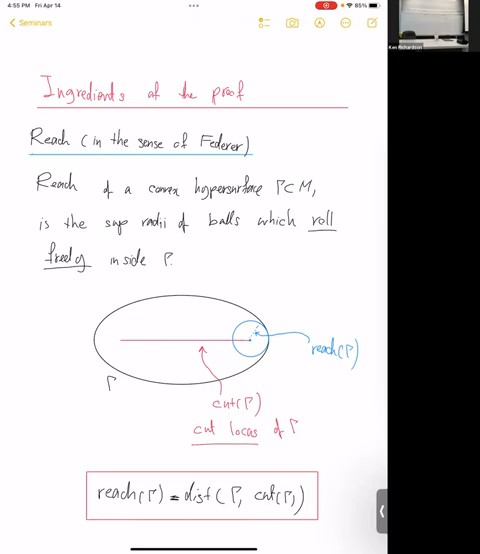 4:55 PM Fri Apr 14
85%
Seminars
Ken Richardson
Ingredients of the proof
Reach (in the sense of Federer)
Reach of a convex hypersurface Γ⊂M,
is the sup radii of balls which roll
freely inside Γ.
reach(Γ)
Γ
cut(Γ)
cut locus of Γ
reach(Γ) = dist(Γ, cut(Γ))